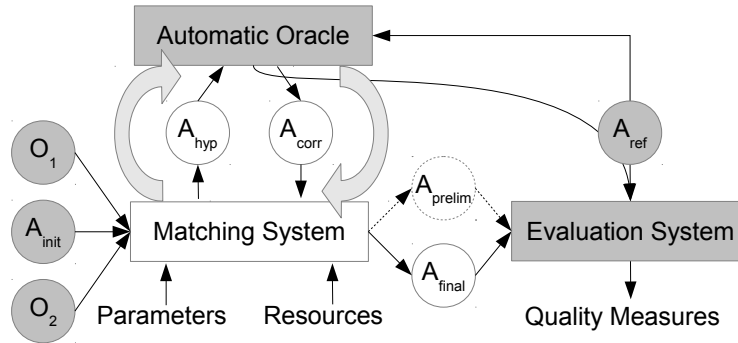 Automatic Oracle
A_hyp
A_corr
A_ref
O_1
A_init
O_2
Matching System
A_prelim
A_final
Evaluation System
Parameters
Resources
Quality Measures